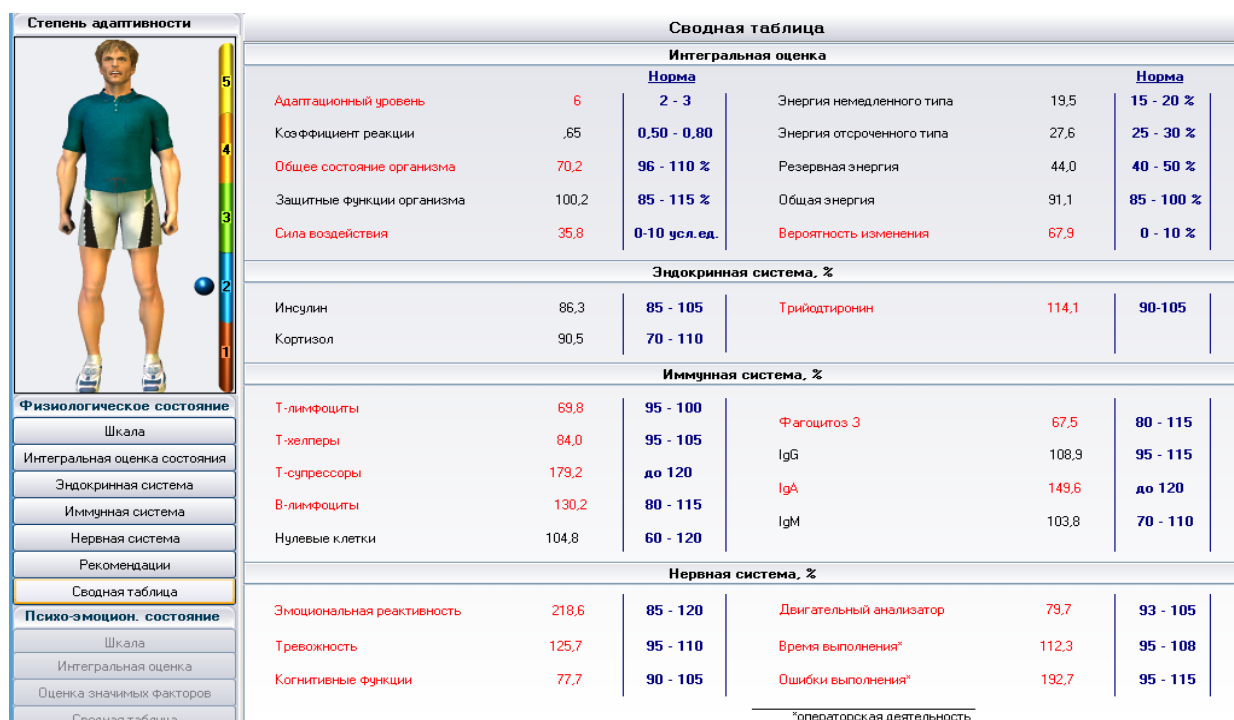 Степень адаптивности
5
4
3
2
1
Физиологическое состояние
Шкала
Интегральная оценка состояния
Эндокринная система
Иммунная система
Нервная система
Рекомендации
Сводная таблица
Психо-эмоцион. состояние
Шкала
Интегральная оценка
Оценка значимых факторов
Сводная таблица
Сводная таблица
Интегральная оценка
Норма Норма
Адаптационный уровень 6 2 - 3 Энергия немедленного типа 19,5 15 - 20 %
Коэффициент реакции ,65 0,50 - 0,80 Энергия отсроченного типа 27,6 25 - 30 %
Общее состояние организма 70,2 96 - 110 % Резервная энергия 44,0 40 - 50 %
Защитные функции организма 100,2 85 - 115 % Общая энергия 91,1 85 - 100 %
Сила воздействия 35,8 0-10 усл.ед. Вероятность изменения 67,9 0 - 10 %
Эндокринная система, %
Инсулин 86,3 85 - 105 Трийодтиронин 114,1 90-105
Кортизол 90,5 70 - 110
Иммунная система, %
Т-лимфоциты 69,8 95 - 100
Фагоцитоз З 67,5 80 - 115
Т-хелперы 84,0 95 - 105
IgG 108,9 95 - 115
Т-супрессоры 179,2 до 120
IgA 149,6 до 120
В-лимфоциты 130,2 80 - 115
IgM 103,8 70 - 110
Нулевые клетки 104,8 60 - 120
Нервная система, %
Эмоциональная реактивность 218,6 85 - 120 Двигательный анализатор 79,7 93 - 105
Тревожность 125,7 95 - 110 Время выполнения* 112,3 95 - 108
Когнитивные функции 77,7 90 - 105 Ошибки выполнения* 192,7 95 - 115
*операторская деятельность